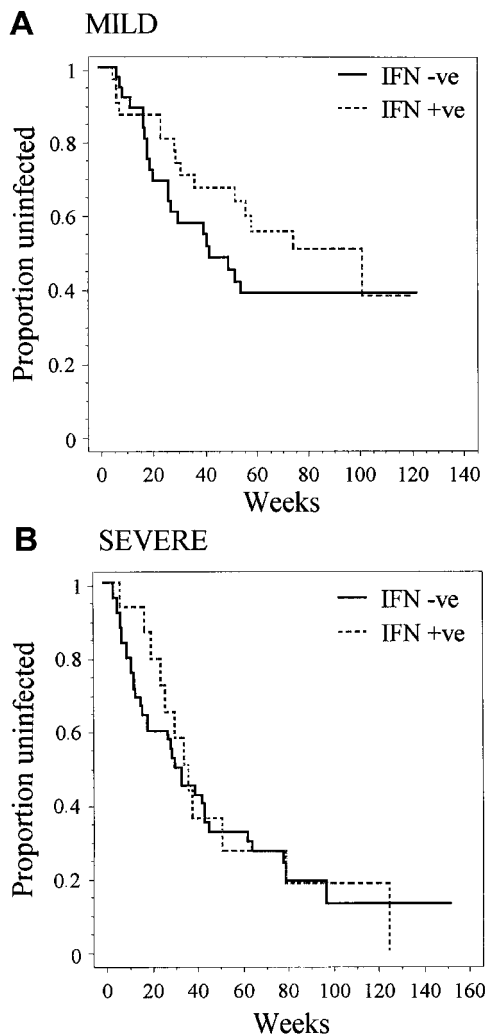 A MILD
IFN -ve
IFN +ve
Proportion uninfected
1
0.8
0.6
0.4
0.2
0
0 20 40 60 80 100 120 140
Weeks
B SEVERE
IFN -ve
IFN +ve
Proportion uninfected
1
0.8
0.6
0.4
0.2
0
0 20 40 60 80 100 120 140 160
Weeks